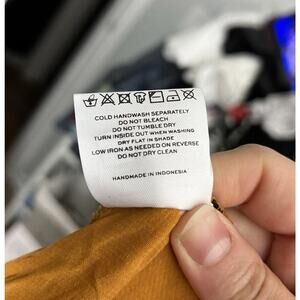 COLD HANDWASH SEPARATELY
DO NOT BLEACH
DO NOT TUMBLE DRY
TURN INSIDE OUT WHEN WASHING
DRY FLAT IN SHADE
LOW IRON AS NEEDED ON REVERSE
DO NOT DRY CLEAN
HANDMADE IN INDONESIA